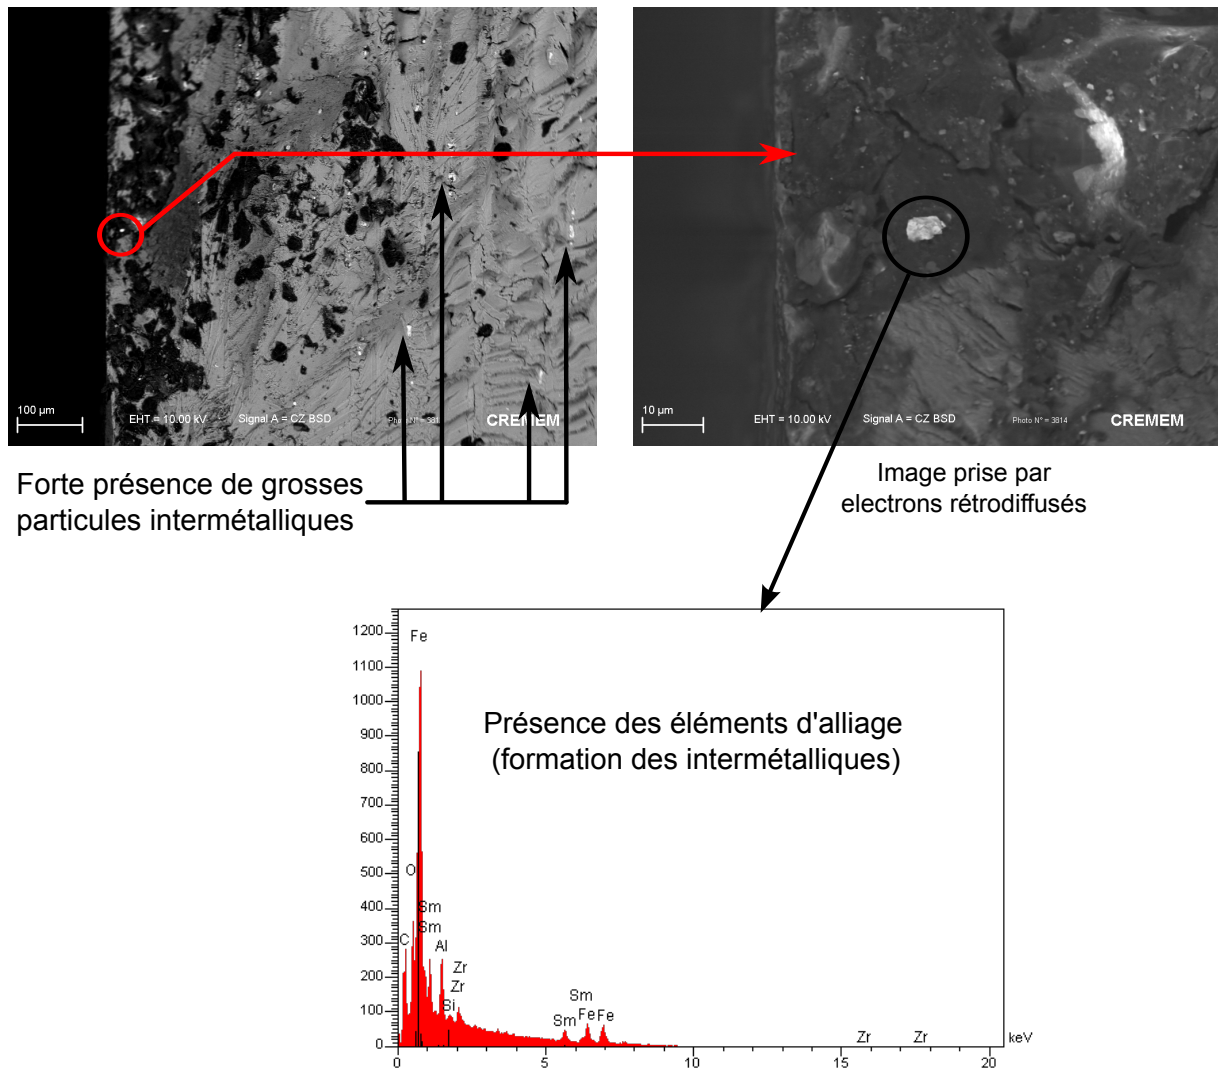 100 µm
EHT = 10.00 kV
Signal A = CZ BSD
CREMEM
10 µm
EHT = 10.00 kV
Signal A = CZ BSD
Photo N° = 3814
CREMEM
Forte présence de grosses
particules intermétalliques
Image prise par
electrons rétrodiffusés
Présence des éléments d'alliage
(formation des intermétalliques)
1200
1100
1000
900
800
700
600
500
400
300
200
100
0
Fe
O
Sm
Sm
C
Al
Zr
Zr
Si
Sm
Sm
Fe
Fe
Zr
Zr
keV
0
5
10
15
20